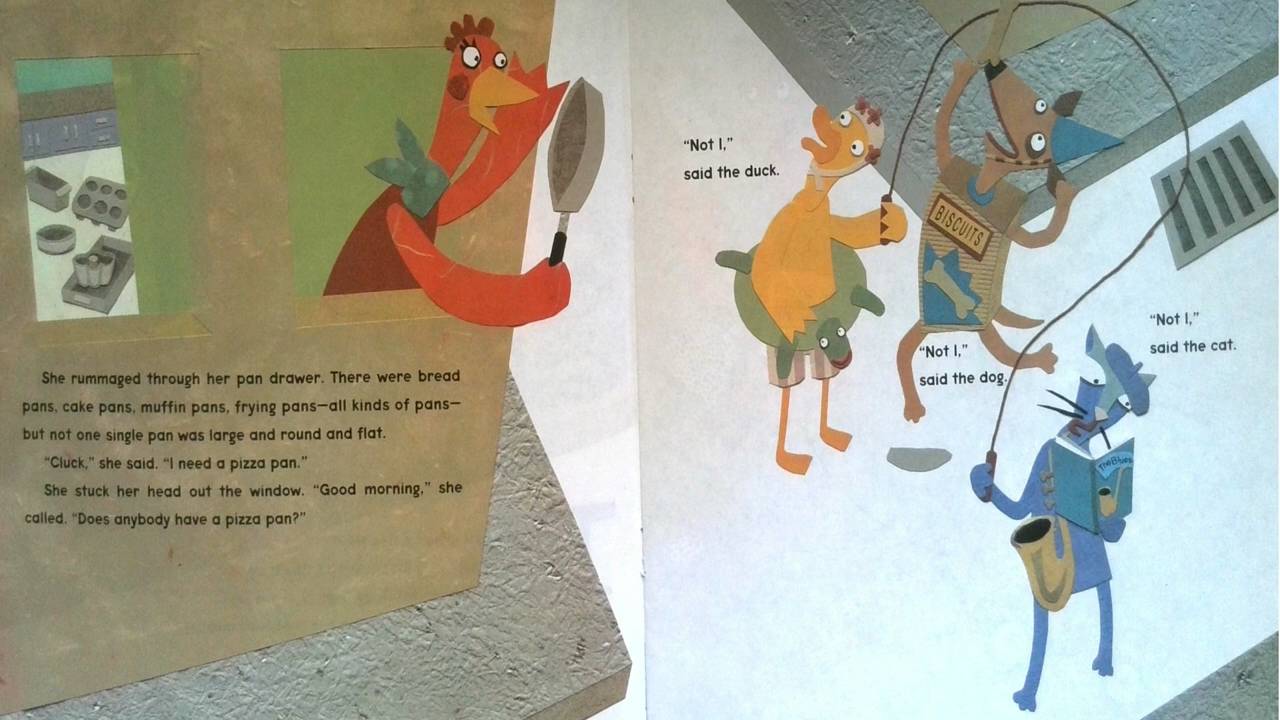 She rummaged through her pan drawer. There were bread
pans, cake pans, muffin pans, frying pans—all kinds of pans—
but not one single pan was large and round and flat.
“Cluck,” she said. “I need a pizza pan.”
She stuck her head out the window. “Good morning,” she
called. “Does anybody have a pizza pan?”
“Not I,”
said the duck.
BISCUITS
“Not I,”
said the dog.
“Not I,”
said the cat.
The Blues